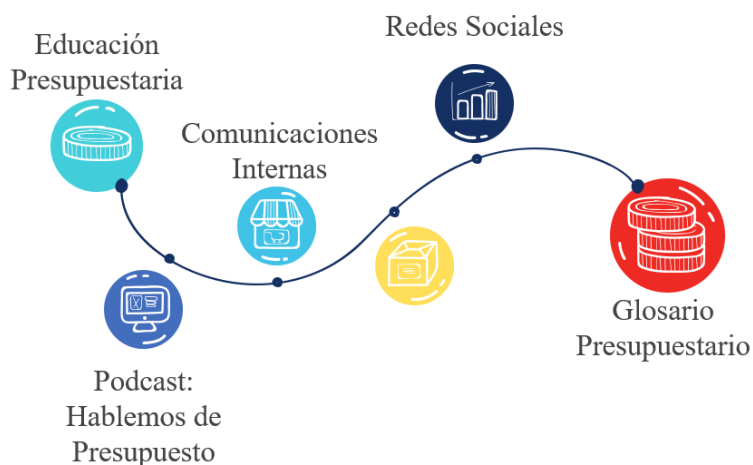 Educación
Presupuestaria
Podcast:
Hablemos de
Presupuesto
Comunicaciones
Internas
Redes Sociales
Glosario
Presupuestario